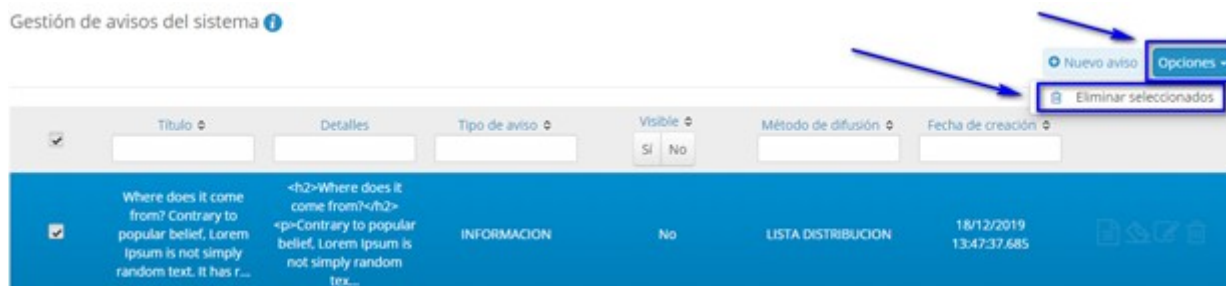 Gestión de avisos del sistema
Nuevo aviso
Opciones
Eliminar seleccionados
Título
Detalles
Tipo de aviso
Visible
Método de difusión
Fecha de creación
Sí No
Where does it come
from? Contrary to
popular belief, Lorem
Ipsum is not simply
random text. It has r...
<h2>Where does it
come from?</h2>
<p>Contrary to popular
belief, Lorem Ipsum is
not simply random
tex...
INFORMACION
No
LISTA DISTRIBUCION
18/12/2019
13:47:37.685